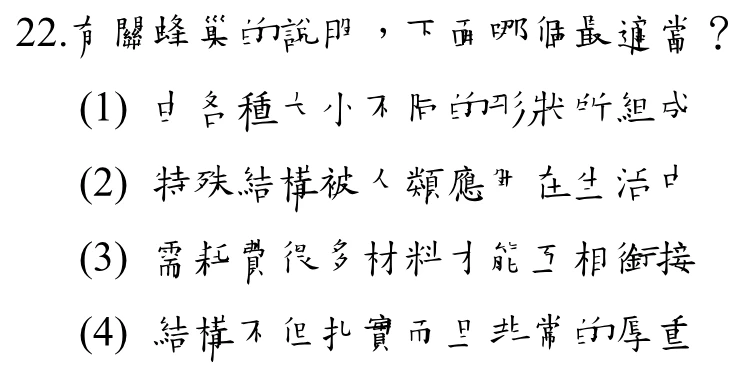 22.有關蜂巢的說明，下面哪個最適當？
(1) 由各種大小不同的形狀所組成
(2) 特殊結構被人類應用在生活中
(3) 需耗費很多材料才能互相銜接
(4) 結構不但扎實而且非常的厚重